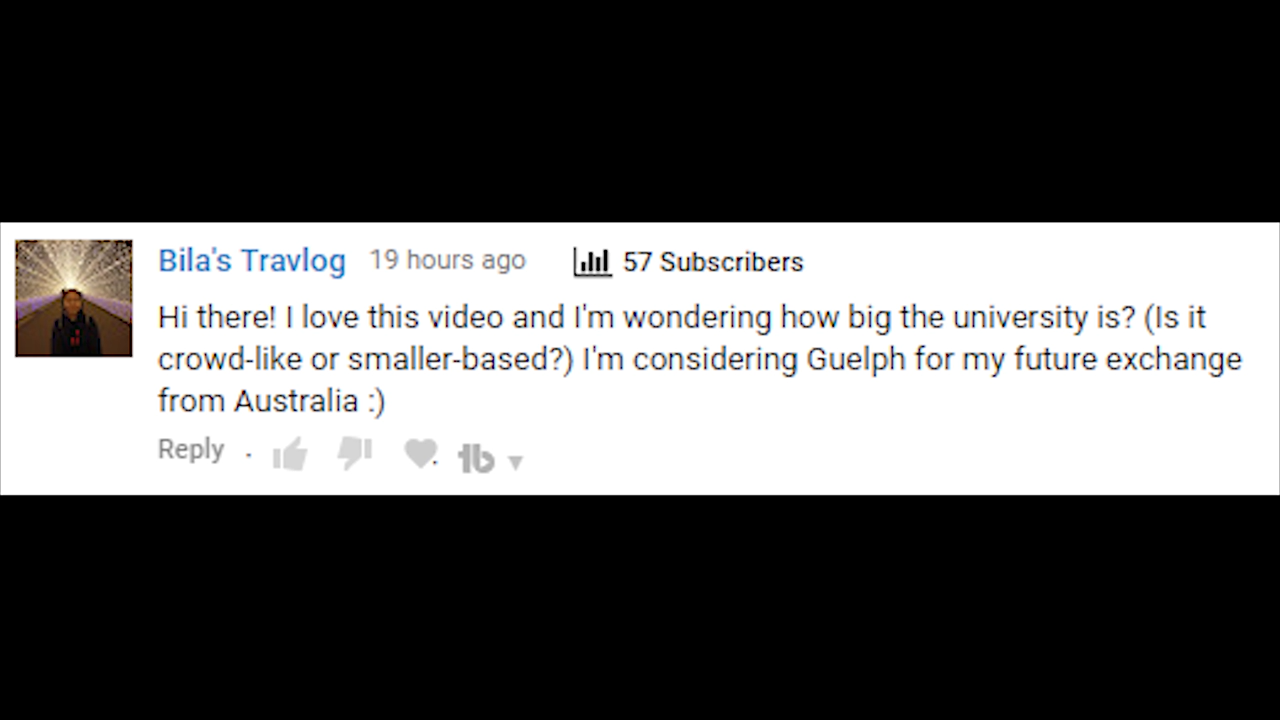 Bila's Travlog 19 hours ago 57 Subscribers
Hi there! I love this video and I'm wondering how big the university is? (Is it
crowd-like or smaller-based?) I'm considering Guelph for my future exchange
from Australia :)
Reply . tb